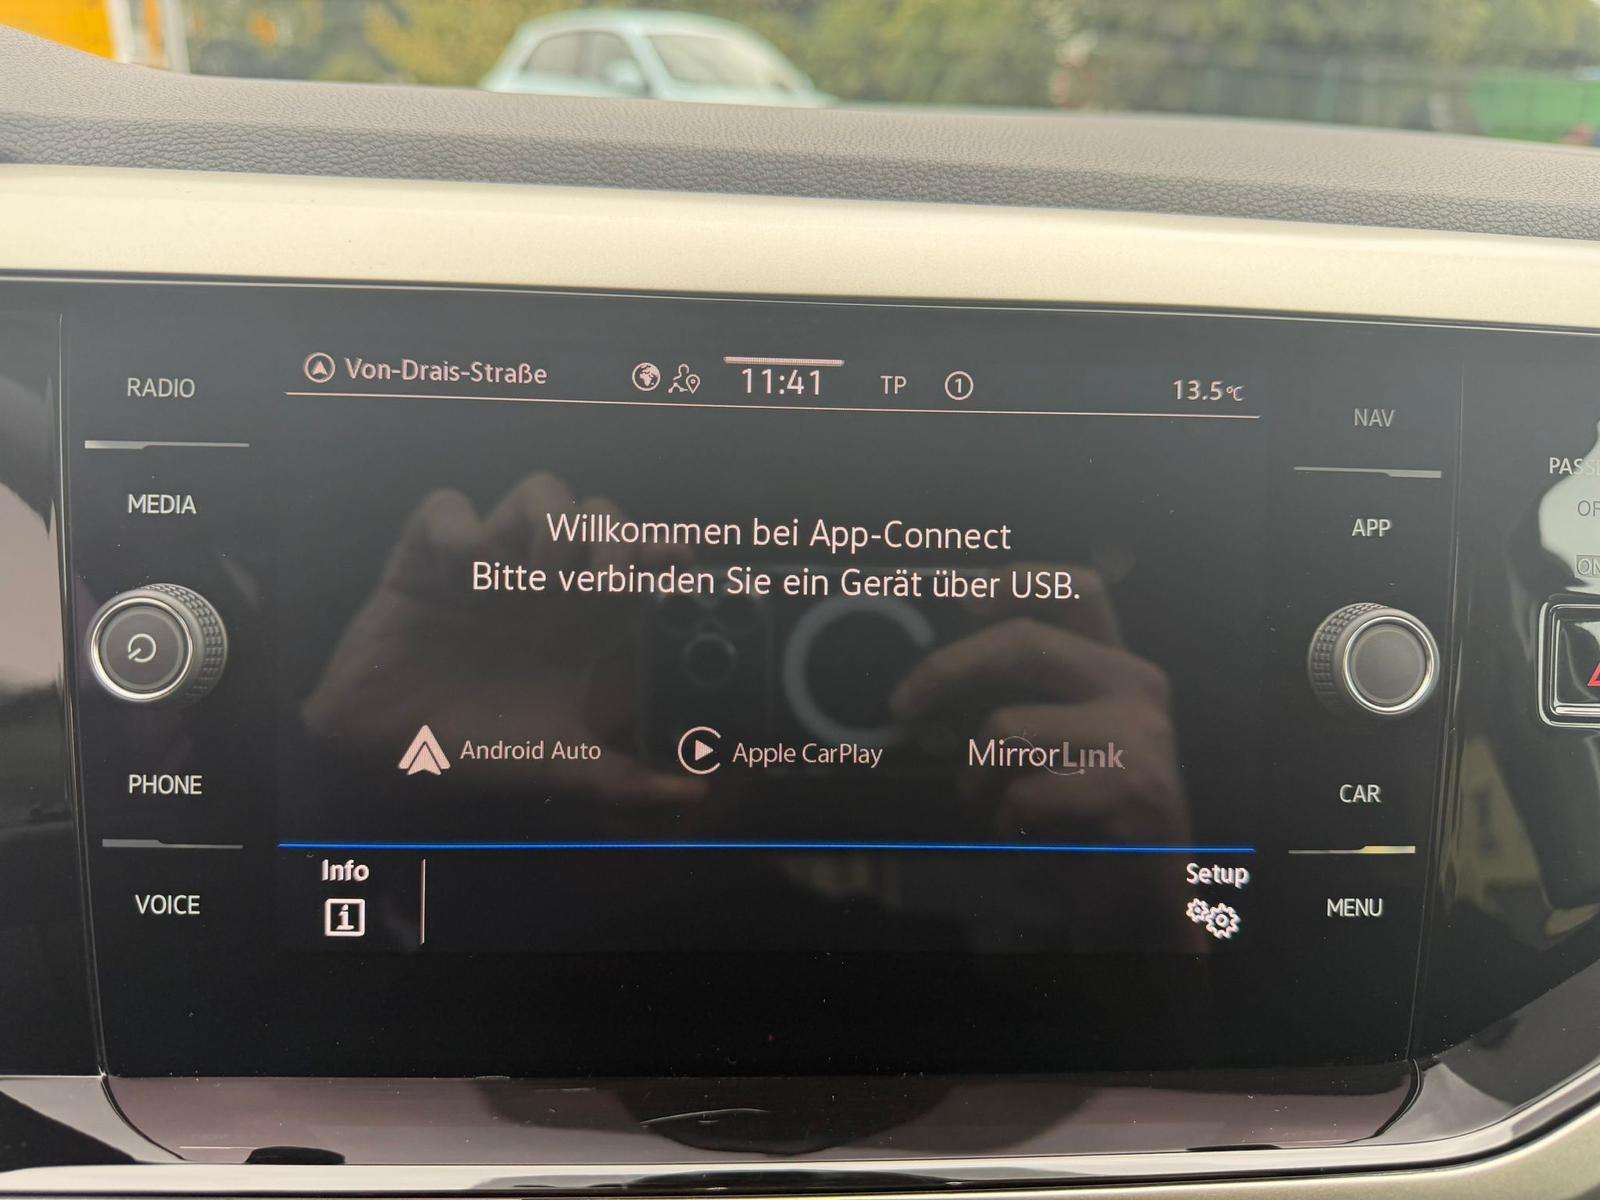 RADIO
MEDIA
PHONE
VOICE
Von-Drais-Straße
11:41
TP
1
13.5°C
Willkommen bei App-Connect
Bitte verbinden Sie ein Gerät über USB.
Android Auto
Apple CarPlay
MirrorLink
Info
i
Setup
NAV
APP
CAR
MENU